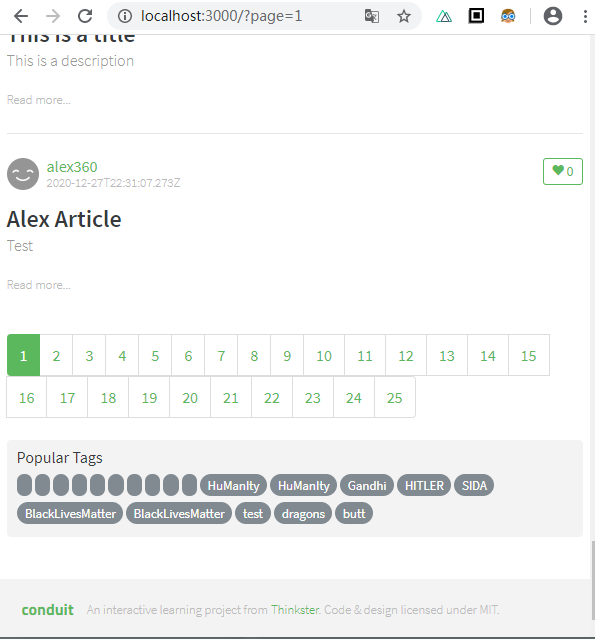 localhost:3000/?page=1
This is a title
This is a description
Read more...
alex360
2020-12-27T22:31:07.273Z
0
Alex Article
Test
Read more...
1 2 3 4 5 6 7 8 9 10 11 12 13 14 15
16 17 18 19 20 21 22 23 24 25
Popular Tags
HuManIty HuManIty Gandhi HITLER SIDA
BlackLivesMatter BlackLivesMatter test dragons butt
conduit An interactive learning project from Thinkster. Code & design licensed under MIT.